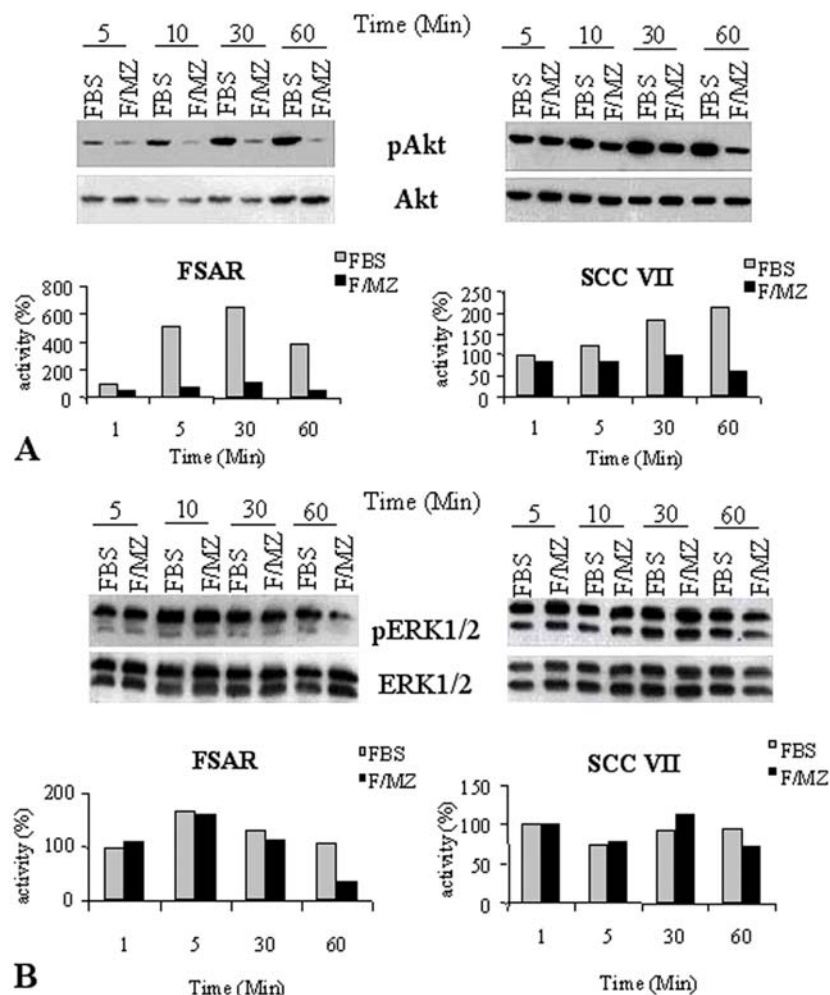 Time (Min)
5 10 30 60
FBS F/MZ FBS F/MZ FBS F/MZ FBS F/MZ
5 10 30 60
FBS F/MZ FBS F/MZ FBS F/MZ FBS F/MZ
pAkt
Akt
FSAR
FBS
F/MZ
activity (%)
800
600
400
200
0
1 5 30 60
Time (Min)
SCC VII
FBS
F/MZ
activity (%)
250
200
150
100
50
0
1 5 30 60
Time (Min)
A
Time (Min)
5 10 30 60
FBS F/MZ FBS F/MZ FBS F/MZ FBS F/MZ
5 10 30 60
FBS F/MZ FBS F/MZ FBS F/MZ FBS F/MZ
pERK1/2
ERK1/2
FSAR
FBS
F/MZ
activity (%)
200
100
0
1 5 30 60
Time (Min)
SCC VII
FBS
F/MZ
activity (%)
150
100
50
0
1 5 30 60
Time (Min)
B